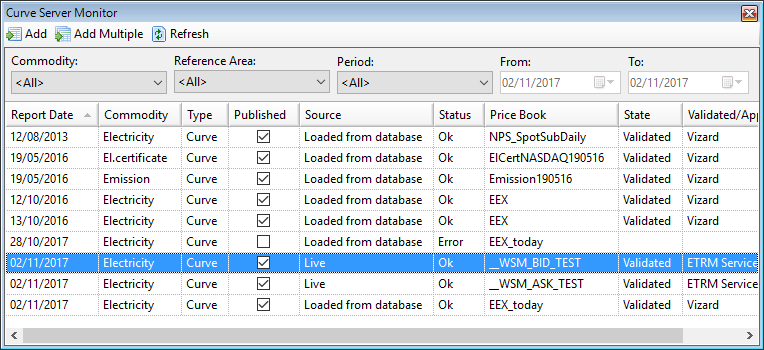 Curve Server Monitor
Add Add Multiple Refresh
Commodity: Reference Area: Period: From: To:
<All> <All> <All> 02/11/2017 02/11/2017
Report Date Commodity Type Published Source Status Price Book State Validated/App
12/08/2013 Electricity Curve Loaded from database Ok NPS_SpotSubDaily Validated Vizard
19/05/2016 El.certificate Curve Loaded from database Ok ElCertNASDAQ190516 Validated Vizard
19/05/2016 Emission Curve Loaded from database Ok Emission190516 Validated Vizard
12/10/2016 Electricity Curve Loaded from database Ok EEX Validated Vizard
13/10/2016 Electricity Curve Loaded from database Ok EEX Validated Vizard
28/10/2017 Electricity Curve Loaded from database Error EEX_today
02/11/2017 Electricity Curve Live Ok __WSM_BID_TEST Validated ETRM Service
02/11/2017 Electricity Curve Live Ok __WSM_ASK_TEST Validated ETRM Service
02/11/2017 Electricity Curve Loaded from database Ok EEX_today Validated Vizard